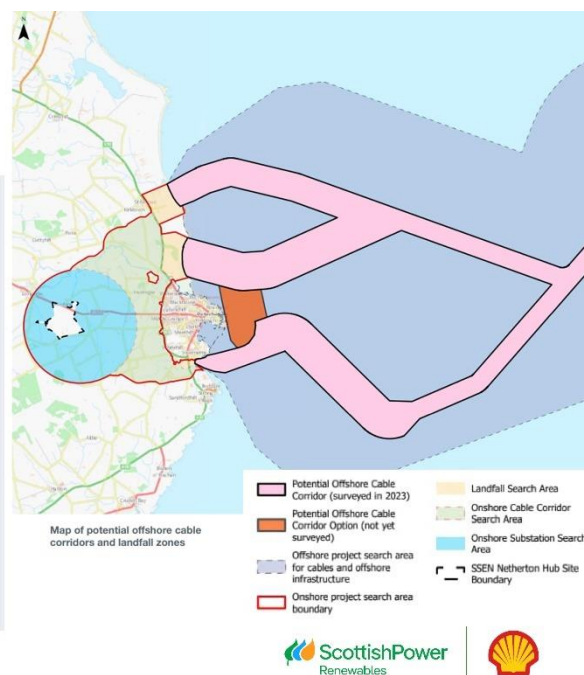 N
Map of potential offshore cable
corridors and landfall zones
Potential Offshore Cable
Corridor (surveyed in 2023)
Potential Offshore Cable
Corridor Option (not yet
surveyed)
Offshore project search area
for cables and offshore
infrastructure
Onshore project search area
boundary
Landfall Search Area
Onshore Cable Corridor
Search Area
Onshore Substation Search
Area
SSEN Netherton Hub Site
Boundary
ScottishPower
Renewables